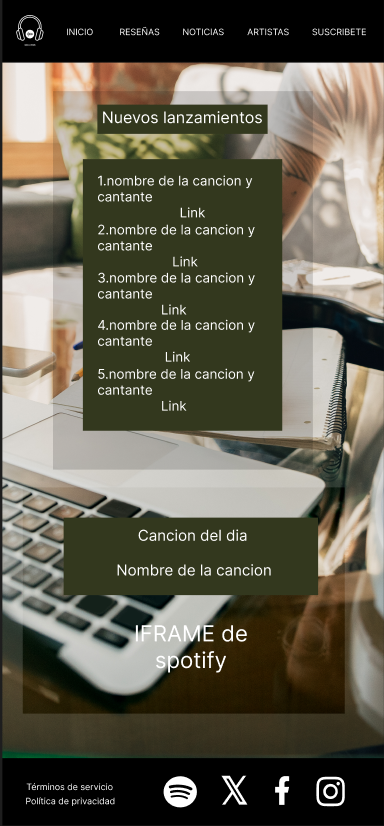 INICIO RESEÑAS NOTICIAS ARTISTAS SUSCRIBETE
Nuevos lanzamientos
1.nombre de la cancion y
cantante
Link
2.nombre de la cancion y
cantante
Link
3.nombre de la cancion y
cantante
Link
4.nombre de la cancion y
cantante
Link
5.nombre de la cancion y
cantante
Link
Cancion del dia
Nombre de la cancion
IFRAME de
spotify
Términos de servicio
Política de privacidad